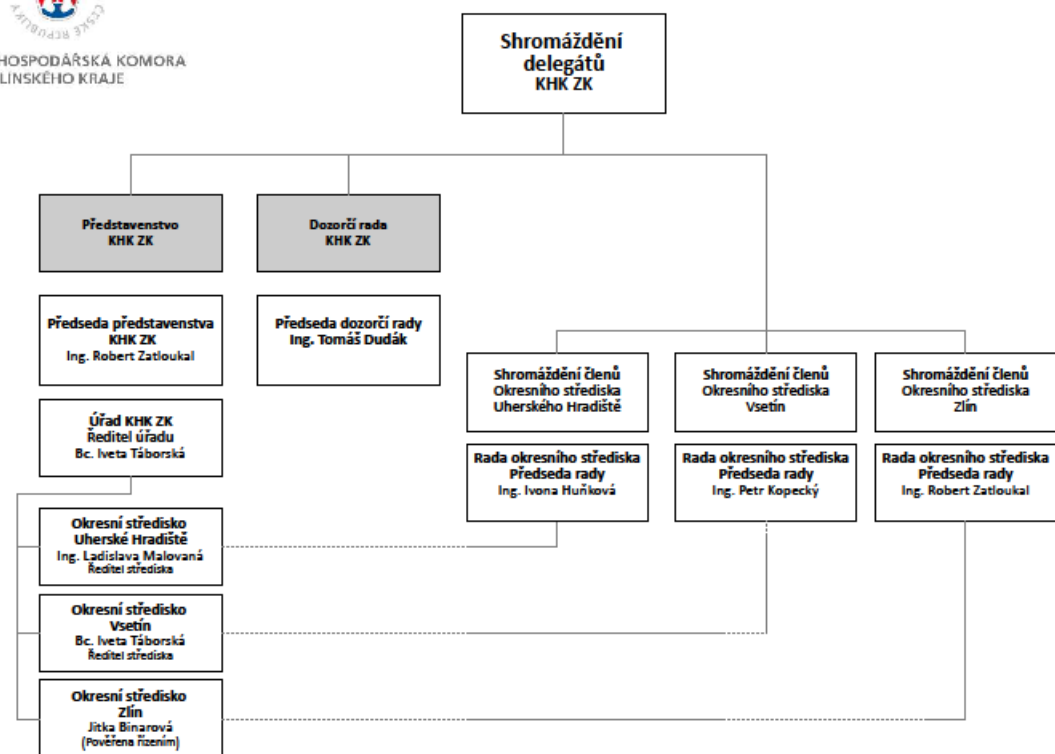 ČESKÉ REPUBLIKY
HOSPODÁŘSKÁ KOMORA
LÍNSKÉHO KRAJE
Shromáždění
delegátů
KHK ZK
Představenstvo
KHK ZK
Dozorčí rada
KHK ZK
Předseda představenstva
KHK ZK
Ing. Robert Zatloukal
Předseda dozorčí rady
Ing. Tomáš Dudák
Úřad KHK ZK
Ředitel úřadu
Bc. Iveta Táborská
Shromáždění členů
Okresního střediska
Uherského Hradiště
Shromáždění členů
Okresního střediska
Vsetín
Shromáždění členů
Okresního střediska
Zlín
Rada okresního střediska
Předseda rady
Ing. Ivona Huňková
Rada okresního střediska
Předseda rady
Ing. Petr Kopecký
Rada okresního střediska
Předseda rady
Ing. Robert Zatloukal
Okresní středisko
Uherské Hradiště
Ing. Ladislava Malovaná
Ředitel střediska
Okresní středisko
Vsetín
Bc. Iveta Táborská
Ředitel střediska
Okresní středisko
Zlín
Jitka Binarová
(Pověřena řízením)